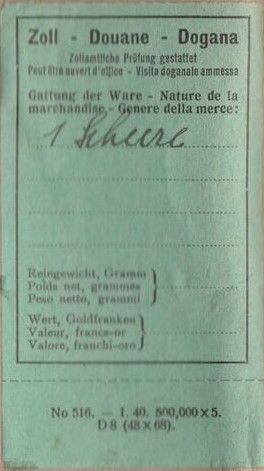 Zoll - Douane - Dogana
Zollamtliche Prüfung gestattet
Peut être ouvert d'office - Visita doganale ammessa
Gattung der Ware - Nature de la
marchandise - Genere della merce:
1 Scheere
Reingewicht, Gramm
Poids net, grammes
Peso netto, grammi
Wert, Goldfranken
Valeur, francs-or
Valore, franchi-oro
No 516. — I. 40. 500,000 x 5.
D 8 (48 x 68).